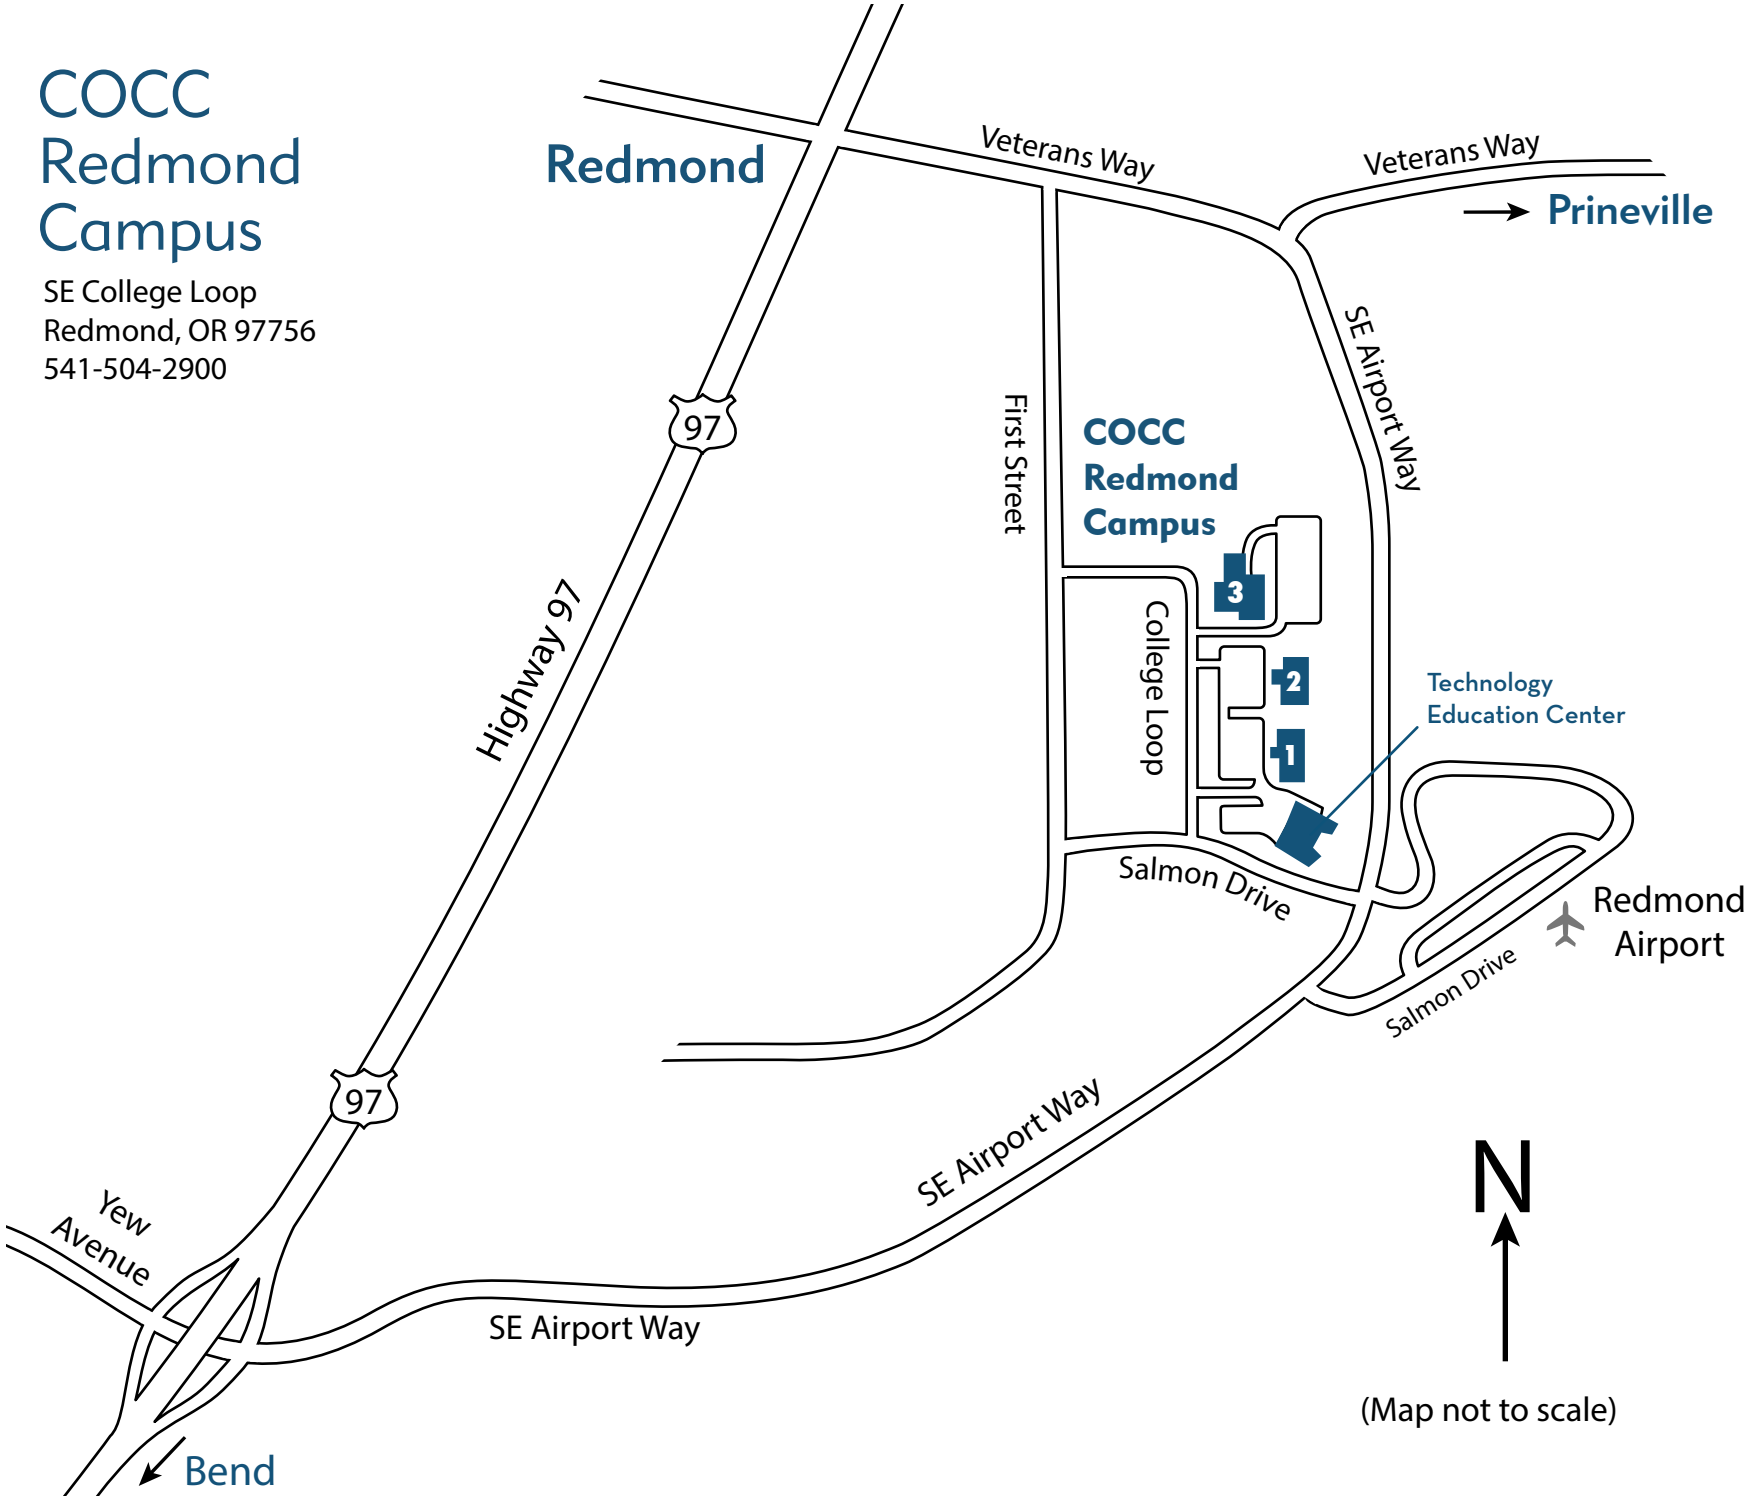 COCC
Redmond
Campus
SE College Loop
Redmond, OR 97756
541-504-2900
Redmond
Veterans Way
Veterans Way
Prineville
SE Airport Way
97
First Street
COCC
Redmond
Campus
3
College Loop
2
1
Technology
Education Center
Highway 97
Salmon Drive
Redmond
Airport
Salmon Drive
97
SE Airport Way
Yew
Avenue
SE Airport Way
N
(Map not to scale)
Bend